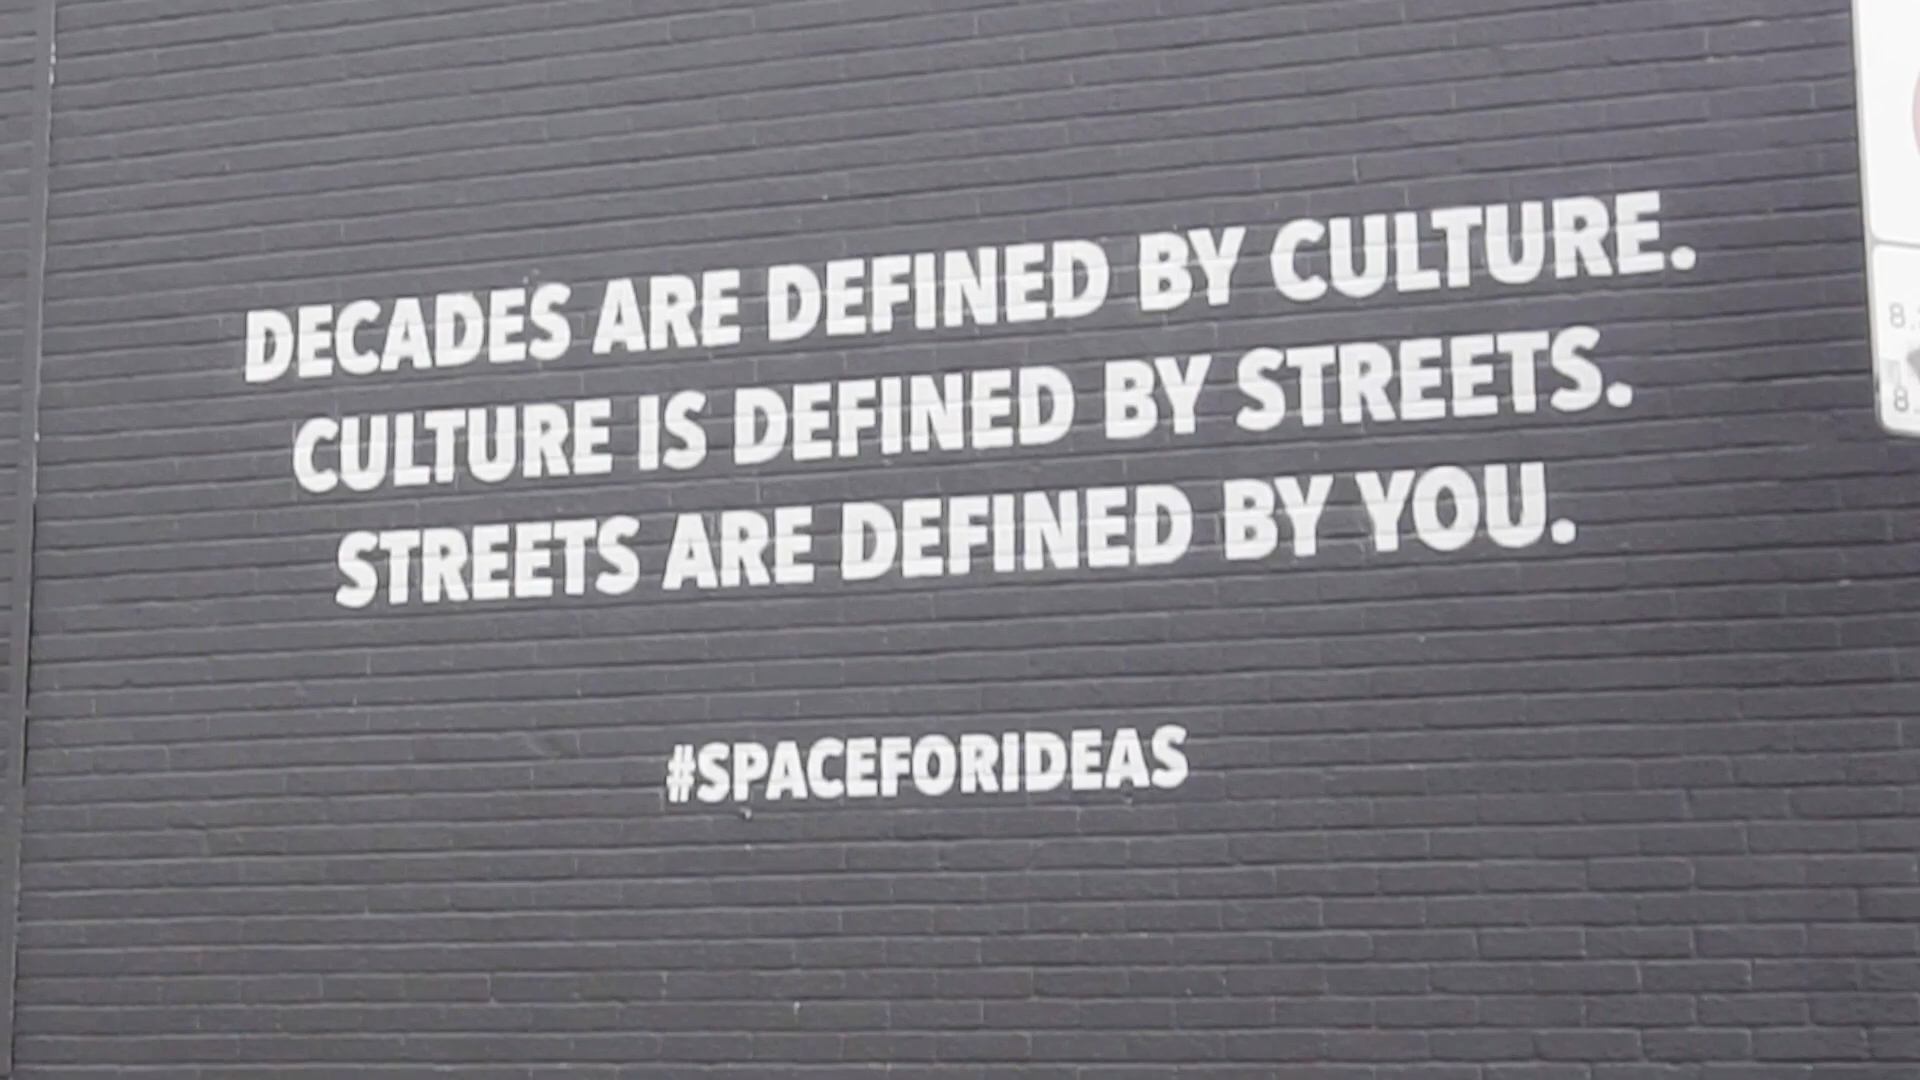 DECADES ARE DEFINED BY CULTURE.
CULTURE IS DEFINED BY STREETS.
STREETS ARE DEFINED BY YOU.
#SPACEFORIDEAS